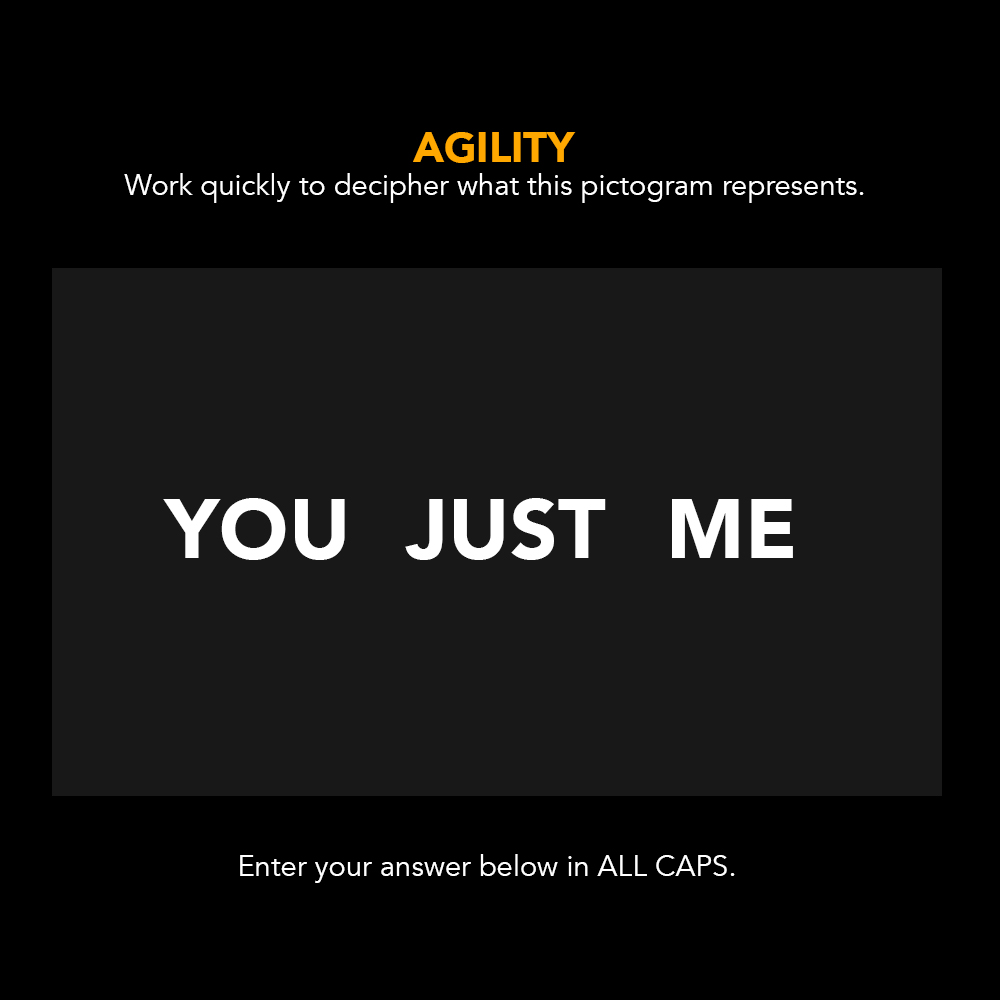 AGILITY
Work quickly to decipher what this pictogram represents.
YOU JUST ME
Enter your answer below in ALL CAPS.